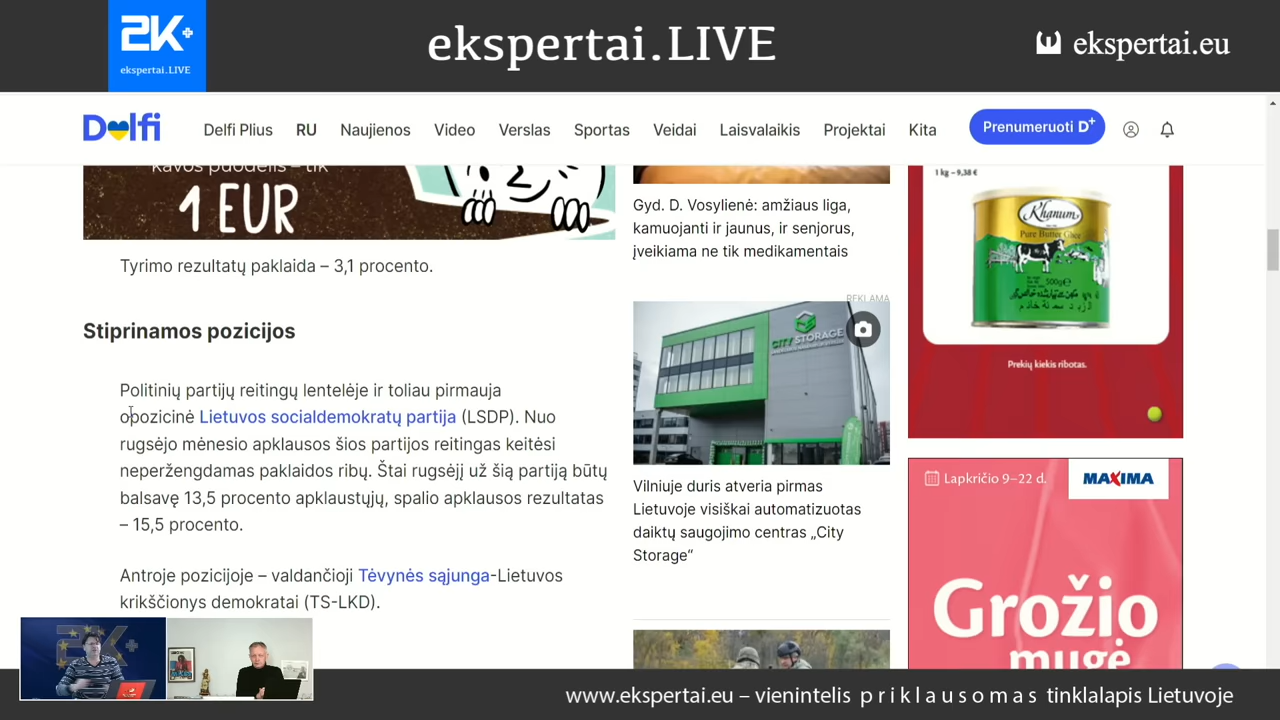 2K+
ekspertai.LIVE
ekspertai.LIVE
ekspertai.eu
Delfi
Delfi Plius
RU
Naujienos
Video
Verslas
Sportas
Veidai
Laisvalaikis
Projektai
Kita
Prenumeruoti D+
kavos puodelis – tik
1 EUR
Tyrimo rezultatų paklaida – 3,1 procento.
Stiprinamos pozicijos
Politinių partijų reitingų lentelėje ir toliau pirmauja
opozicinė Lietuvos socialdemokratų partija (LSDP). Nuo
rugsėjo mėnesio apklausos šios partijos reitingas keitėsi
neperžengdamas paklaidos ribų. Štai rugsėjį už šią partiją būtų
balsavę 13,5 procento apklaustųjų, spalio apklausos rezultatas
– 15,5 procento.
Antroje pozicijoje – valdančioji Tėvynės sąjunga-Lietuvos
krikščionys demokratai (TS-LKD).
Gyd. D. Vosylienė: amžiaus liga,
kamuojanti ir jaunus, ir senjorus,
įveikiama ne tik medikamentais
REKLAMA
CITY STORAGE
Vilniuje duris atveria pirmas
Lietuvoje visiškai automatizuotas
daiktų saugojimo centras „City
Storage“
1 kg – 9,38 €
Khanum
Pure Butter Ghee
500g
Prekių kiekis ribotas.
Lapkričio 9–22 d.
MAXIMA
Grožio
mugė
2K+
www.ekspertai.eu – vienintelis priklausomas tinklalapis Lietuvoje